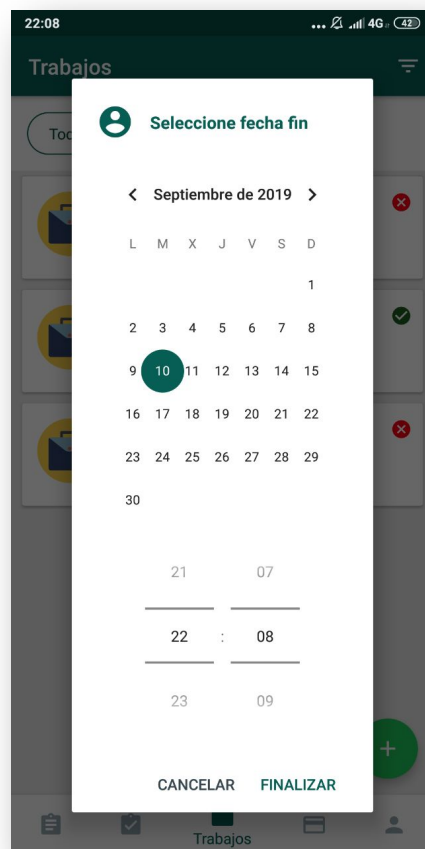 22:08 ... 4G 42
Trabajos
Seleccione fecha fin
Septiembre de 2019
L M X J V S D
1
2 3 4 5 6 7 8
9 10 11 12 13 14 15
16 17 18 19 20 21 22
23 24 25 26 27 28 29
30
21 07
22 : 08
23 09
CANCELAR FINALIZAR
Trabajos